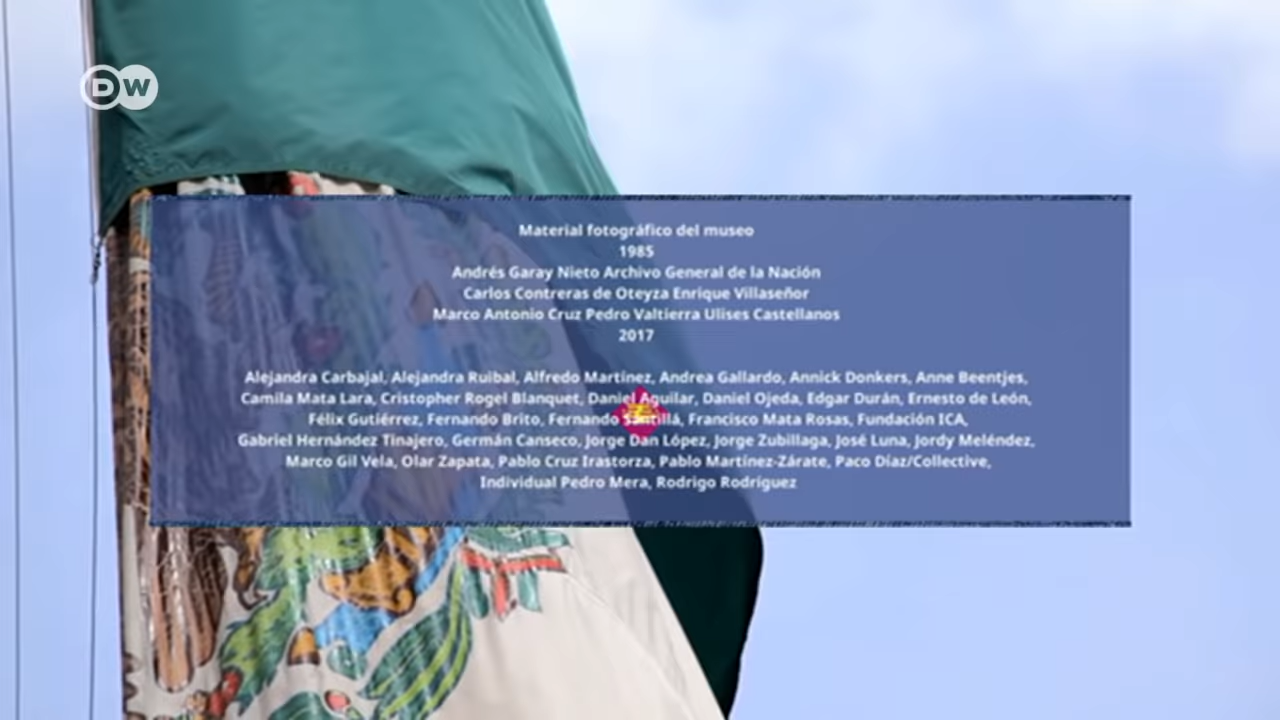 DW
Material fotográfico del museo
1985
Andrés Garay Nieto Archivo General de la Nación
Carlos Contreras de Oteyza Enrique Villaseñor
Marco Antonio Cruz Pedro Valtierra Ulises Castellanos
2017
Alejandra Carbajal, Alejandra Ruibal, Alfredo Martínez, Andrea Gallardo, Annick Donkers, Anne Beentjes,
Camila Mata Lara, Cristopher Rogel Blanquet, Daniel Aguilar, Daniel Ojeda, Edgar Durán, Ernesto de León,
Félix Gutiérrez, Fernando Brito, Fernando Francisco Mata Rosas, Fundación ICA,
Gabriel Hernández Tinajero, Germán Canseco, Jorge Dan López, Jorge Zubillaga, José Luna, Jordy Meléndez,
Marco Gil Vela, Olar Zapata, Pablo Cruz Irastorza, Pablo Martínez-Zárate, Paco Díaz/Collective,
Individual Pedro Mera, Rodrigo Rodríguez